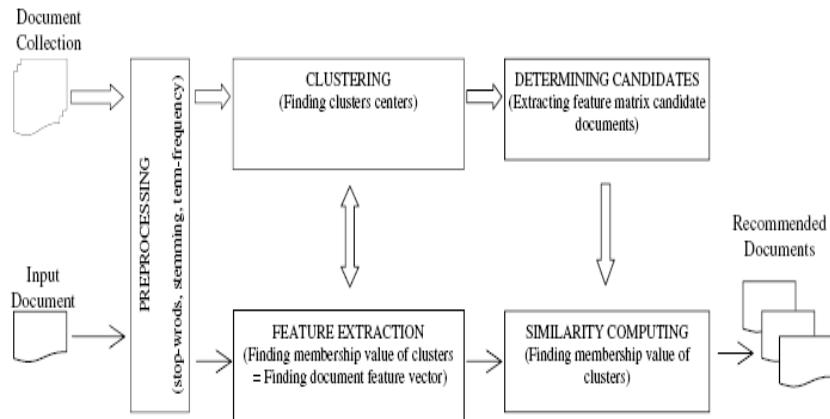 Document
Collection
PREPROCESSING
(stop-wrods, stemming, term-frequency)
CLUSTERING
(Finding clusters centers)
DETERMINING CANDIDATES
(Extracting feature matrix candidate
documents)
Input
Document
FEATURE EXTRACTION
(Finding membership value of clusters
= Finding document feature vector)
SIMILARITY COMPUTING
(Finding membership value of
clusters)
Recommended
Documents